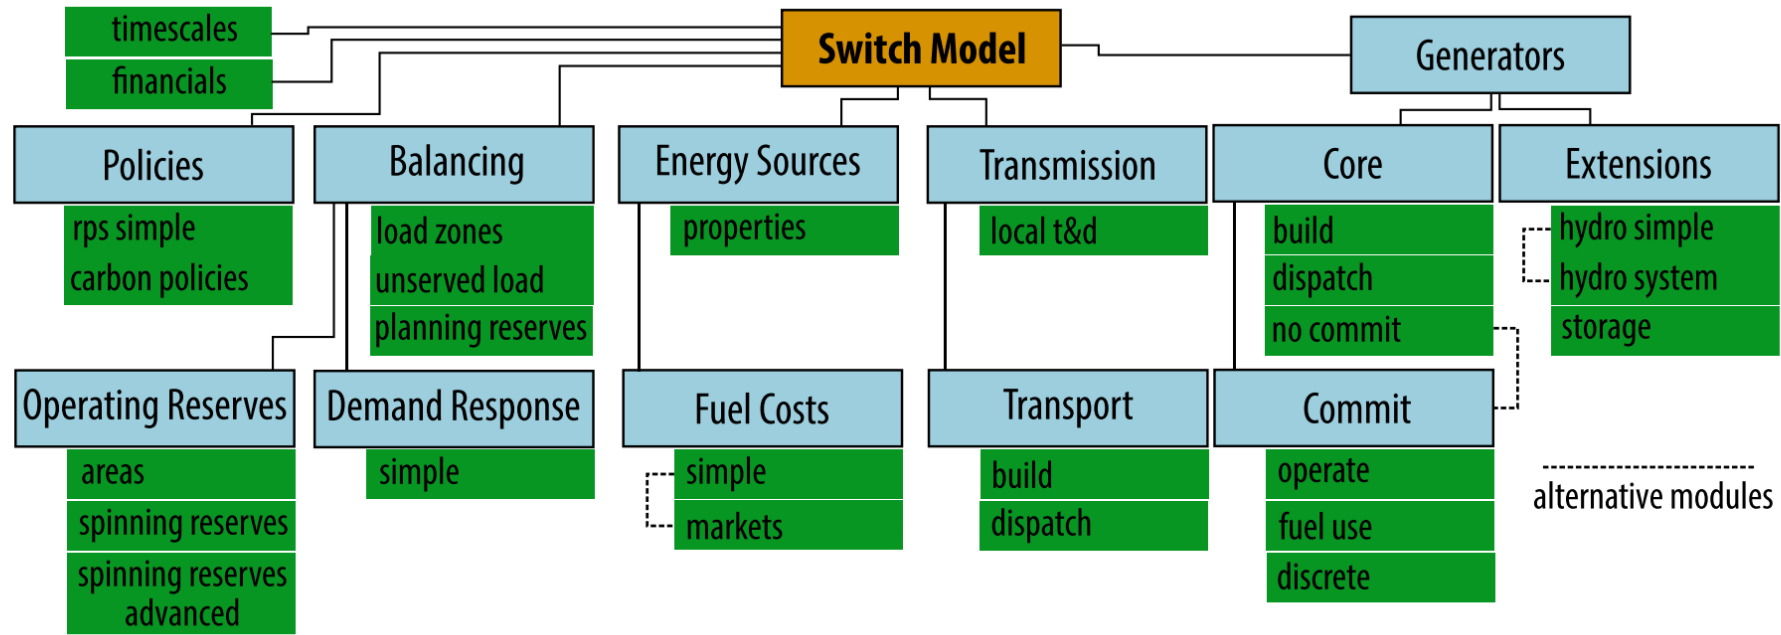 timescales
financials
Switch Model
Generators
Policies
Balancing
Energy Sources
Transmission
Core
Extensions
rps simple
carbon policies
load zones
unserved load
planning reserves
properties
local t&d
build
dispatch
no commit
hydro simple
hydro system
storage
Operating Reserves
Demand Response
Fuel Costs
Transport
Commit
areas
spinning reserves
spinning reserves
advanced
simple
simple
markets
build
dispatch
operate
fuel use
discrete
alternative modules